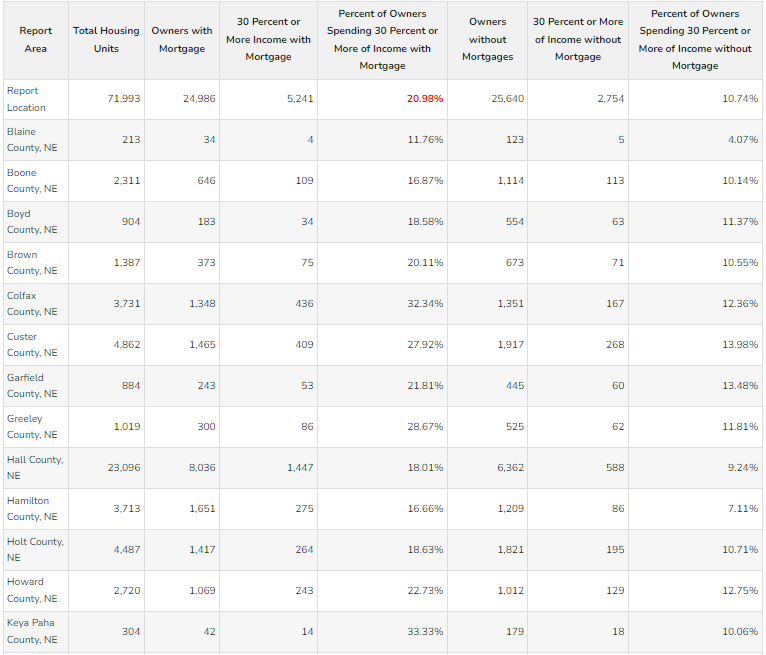 Report Area | Total Housing Units | Owners with Mortgage | 30 Percent or More Income with Mortgage | Percent of Owners Spending 30 Percent or More of Income with Mortgage | Owners without Mortgages | 30 Percent or More of Income without Mortgage | Percent of Owners Spending 30 Percent or More of Income without Mortgage
Report Location | 71,993 | 24,986 | 5,241 | 20.98% | 25,640 | 2,754 | 10.74%
Blaine County, NE | 213 | 34 | 4 | 11.76% | 123 | 5 | 4.07%
Boone County, NE | 2,311 | 646 | 109 | 16.87% | 1,114 | 113 | 10.14%
Boyd County, NE | 904 | 183 | 34 | 18.58% | 554 | 63 | 11.37%
Brown County, NE | 1,387 | 373 | 75 | 20.11% | 673 | 71 | 10.55%
Colfax County, NE | 3,731 | 1,348 | 436 | 32.34% | 1,351 | 167 | 12.36%
Custer County, NE | 4,862 | 1,465 | 409 | 27.92% | 1,917 | 268 | 13.98%
Garfield County, NE | 884 | 243 | 53 | 21.81% | 445 | 60 | 13.48%
Greeley County, NE | 1,019 | 300 | 86 | 28.67% | 525 | 62 | 11.81%
Hall County, NE | 23,096 | 8,036 | 1,447 | 18.01% | 6,362 | 588 | 9.24%
Hamilton County, NE | 3,713 | 1,651 | 275 | 16.66% | 1,209 | 86 | 7.11%
Holt County, NE | 4,487 | 1,417 | 264 | 18.63% | 1,821 | 195 | 10.71%
Howard County, NE | 2,720 | 1,069 | 243 | 22.73% | 1,012 | 129 | 12.75%
Keya Paha County, NE | 304 | 42 | 14 | 33.33% | 179 | 18 | 10.06%